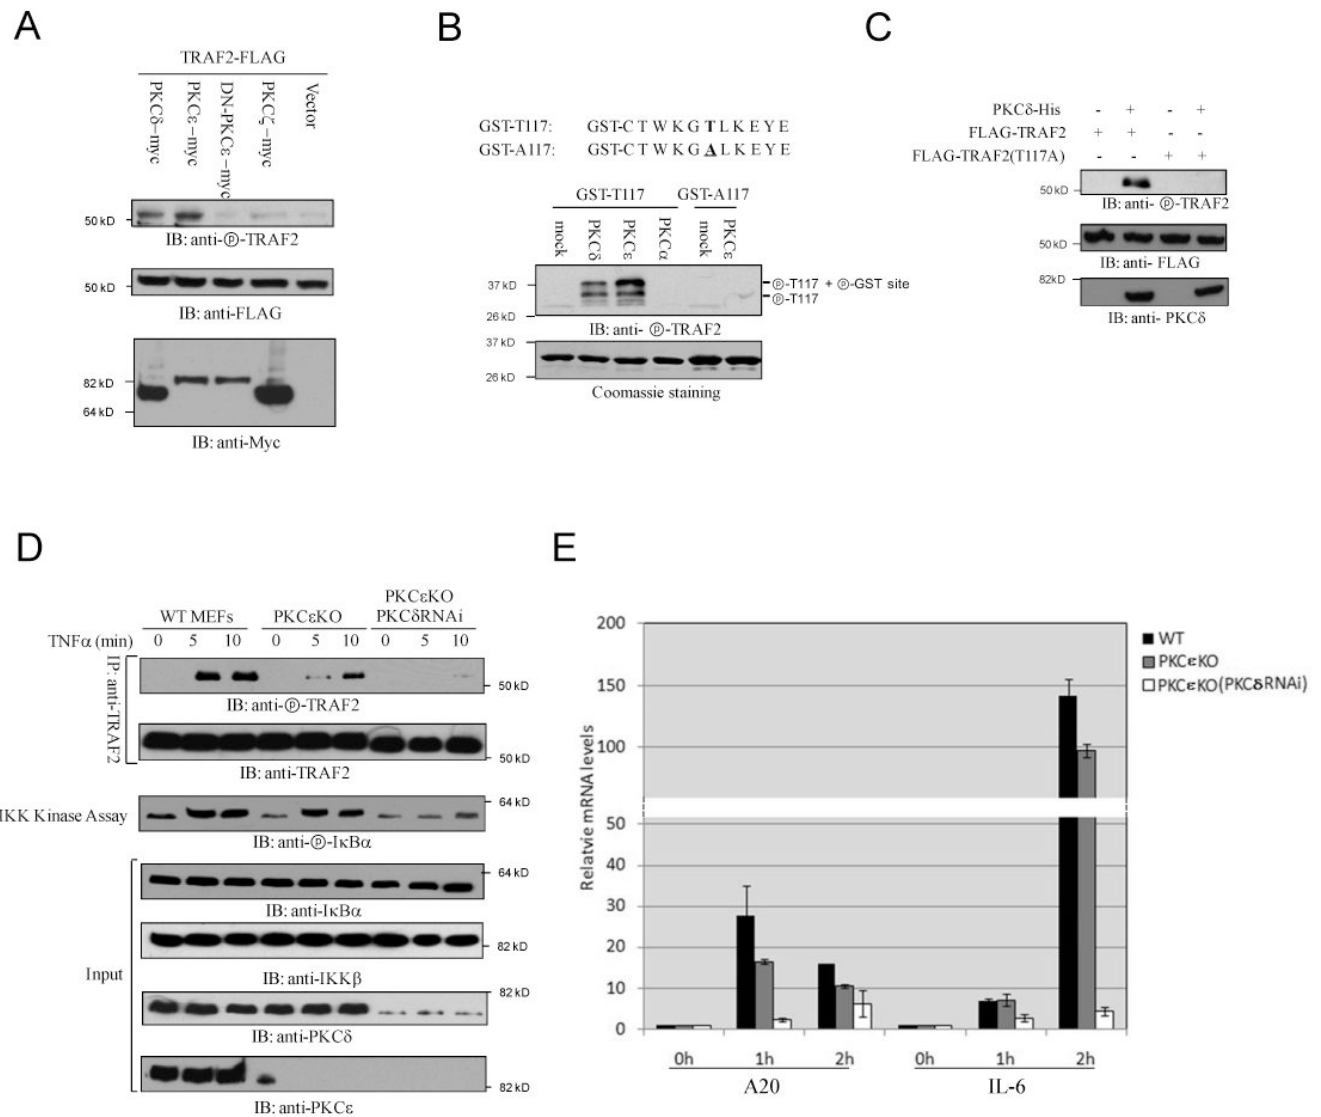 A
TRAF2-FLAG
PKCδ–myc
PKCε–myc
DN-PKCε–myc
PKCζ–myc
Vector
50 kD
IB: anti-ⓟ-TRAF2
50 kD
IB: anti-FLAG
82 kD
64 kD
IB: anti-Myc
B
GST-T117: GST-C T W K G T L K E Y E
GST-A117: GST-C T W K G A L K E Y E
GST-T117 GST-A117
mock
PKCδ
PKCε
PKCα
mock
PKCε
37 kD
ⓟ-T117 + ⓟ-GST site
ⓟ-T117
26 kD
IB: anti- ⓟ-TRAF2
37 kD
26 kD
Coomassie staining
C
PKCδ-His - + - +
FLAG-TRAF2 + + - -
FLAG-TRAF2(T117A) - - + +
50 kD
IB: anti- ⓟ-TRAF2
50 kD
IB: anti- FLAG
82kD
IB: anti- PKCδ
D
WT MEFs PKCεKO PKCεKO
PKCδRNAi
TNFα (min) 0 5 10 0 5 10 0 5 10
IP: anti-TRAF2
50 kD
IB: anti-ⓟ-TRAF2
50 kD
IB: anti-TRAF2
IKK Kinase Assay
64 kD
IB: anti-ⓟ-IκBα
Input
64 kD
IB: anti-IκBα
82 kD
IB: anti-IKKβ
82 kD
IB: anti-PKCδ
82 kD
IB: anti-PKCε
E
Relatvie mRNA levels
200
150
100
50
40
30
20
10
0
WT
PKCεKO
PKCεKO(PKCδRNAi)
0h 1h 2h 0h 1h 2h
A20 IL-6